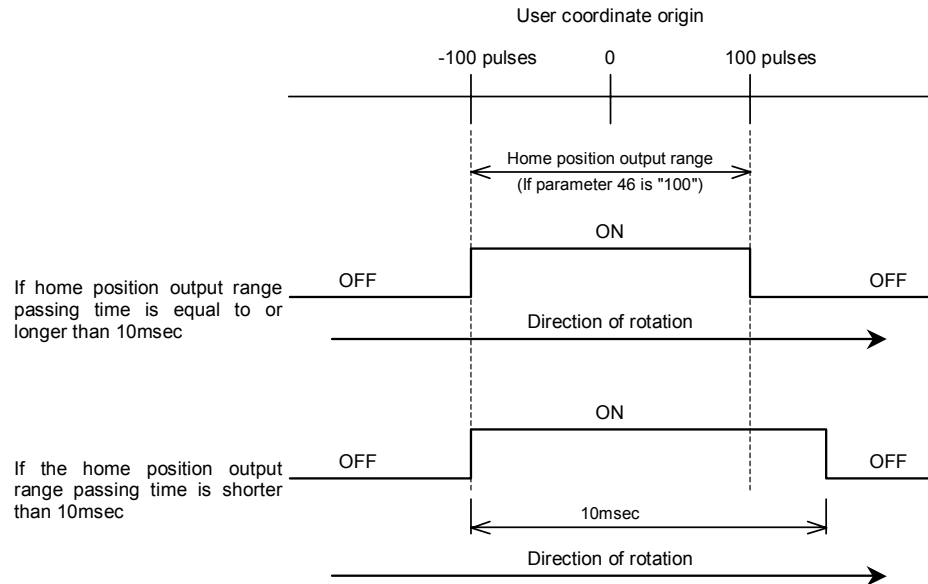 User coordinate origin
-100 pulses 0 100 pulses
Home position output range
(If parameter 46 is "100")
ON
OFF OFF
If home position output range
passing time is equal to or
longer than 10msec
Direction of rotation
ON
OFF OFF
If the home position output
range passing time is shorter
than 10msec
10msec
Direction of rotation